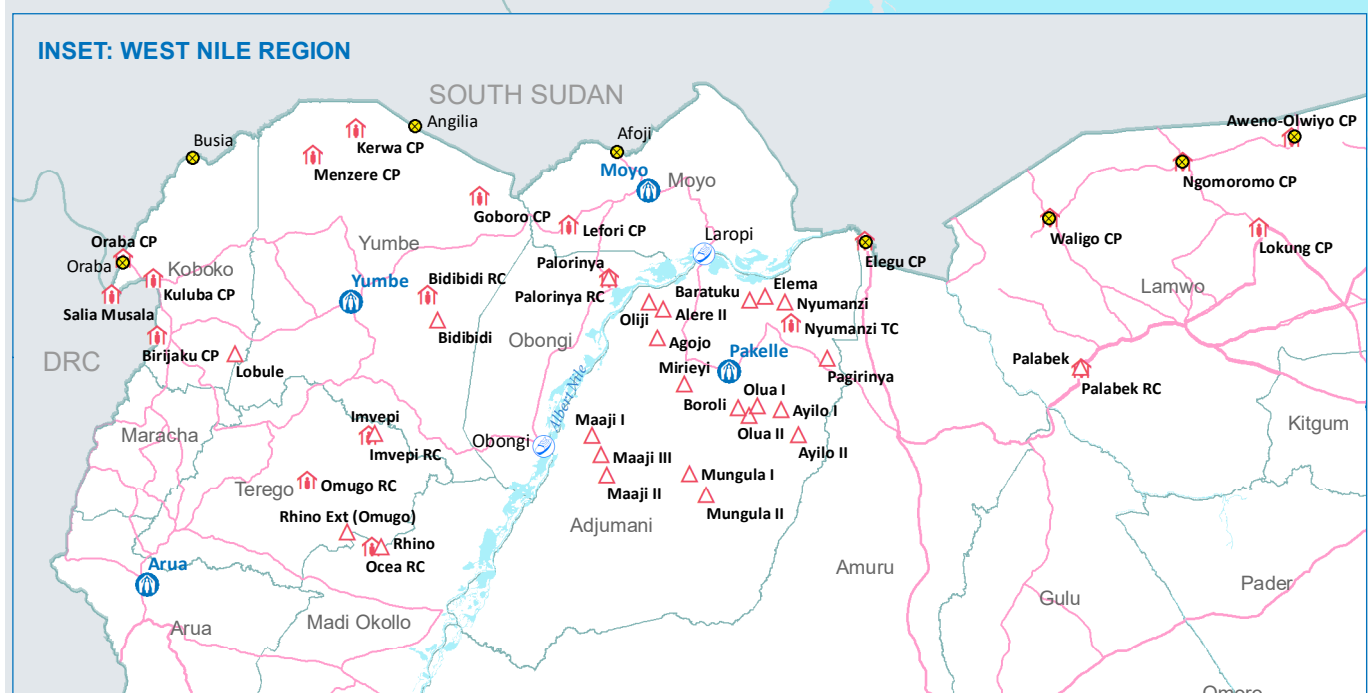 INSET: WEST NILE REGION
SOUTH SUDAN
Aweno-Olwiyo CP
Angilia
Busia
Afoji
Kerwa CP
Menzere CP
Moyo
Moyo
Ngomoromo CP
Goboro CP
Lefori CP
Waligo CP
Laropi
Oraba CP
Yumbe
Lokung CP
Oraba
Koboko
Palorinya
Elegu CP
Yumbe
Bidibidi RC
Kuluba CP
Palorinya RC
Baratuku
Elema
Lamwo
Salia Musala
Oliji
Alere II
Nyumanzi
Bidibidi
Obongi
Nyumanzi TC
Birijaku CP
Agojo
Pakelle
DRC
Lobule
Mirieyi
Pagirinya
Palabek
Palabek RC
Albert Nile
Olua I
Boroli
Ayilo I
Imvepi
Maaji I
Olua II
Kitgum
Maracha
Obongi
Imvepi RC
Ayilo II
Maaji III
Mungula I
Terego
Omugo RC
Maaji II
Mungula II
Rhino Ext (Omugo)
Adjumani
Rhino
Ocea RC
Arua
Amuru
Pader
Gulu
Arua
Madi Okollo
Omoro